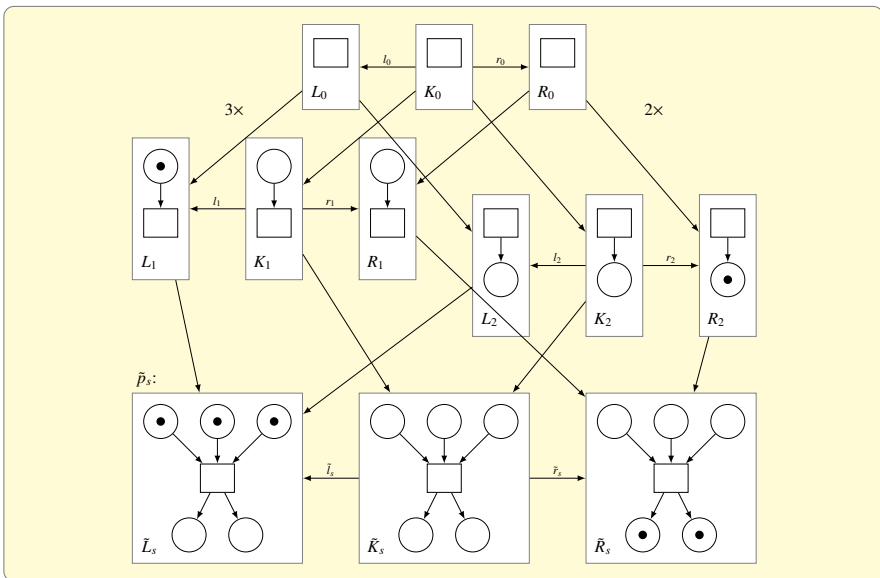 l₀ r₀
L₀ K₀ R₀
3× 2×
l₁ r₁
L₁ K₁ R₁
l₂ r₂
L₂ K₂ R₂
p̃ₛ:
l̃ₛ r̃ₛ
L̃ₛ K̃ₛ R̃ₛ